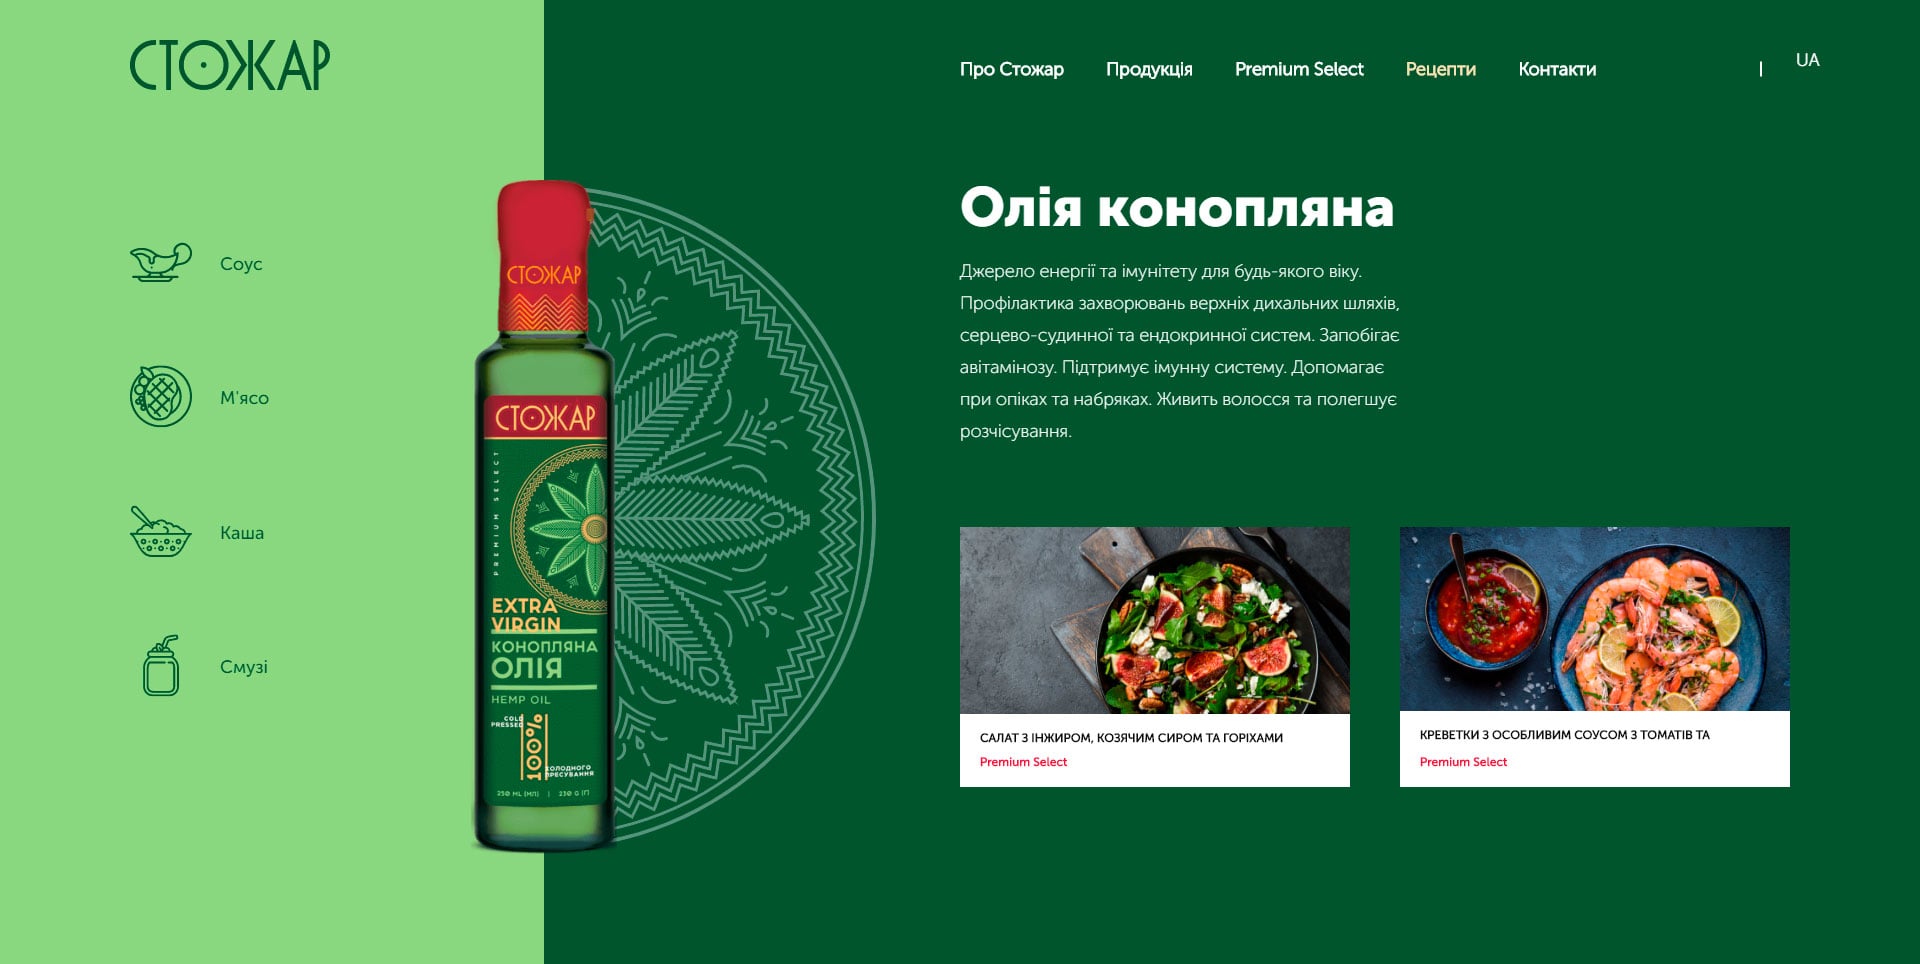 СТОЖАР
Про Стожар
Продукція
Premium Select
Рецепти
Контакти
|
UA
Соус
М'ясо
Каша
Смузі
СТОЖАР
СТОЖАР
PREMIUM SELECT
EXTRA
VIRGIN
КОНОПЛЯНА
ОЛІЯ
HEMP OIL
COLD
PRESSED
100%
ХОЛОДНОГО
ПРЕСУВАННЯ
250 ML (МЛ) | 230 G (Г)
Олія конопляна
Джерело енергії та імунітету для будь-якого віку.
Профілактика захворювань верхніх дихальних шляхів,
серцево-судинної та ендокринної систем. Запобігає
авітамінозу. Підтримує імунну систему. Допомагає
при опіках та набряках. Живить волосся та полегшує
розчісування.
САЛАТ З ІНЖИРОМ, КОЗЯЧИМ СИРОМ ТА ГОРІХАМИ
Premium Select
КРЕВЕТКИ З ОСОБЛИВИМ СОУСОМ З ТОМАТІВ ТА
Premium Select